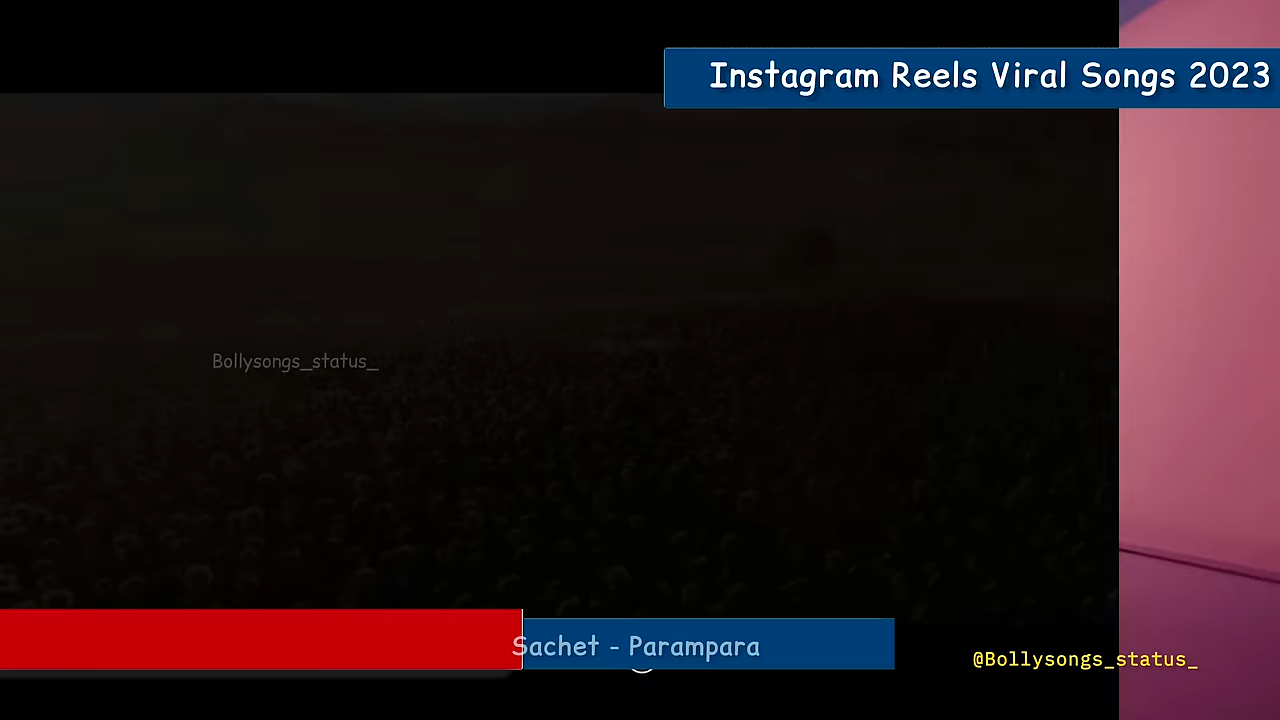 Instagram Reels Viral Songs 2023
Bollysongs_status_
Sachet - Parampara
@Bollysongs_status_